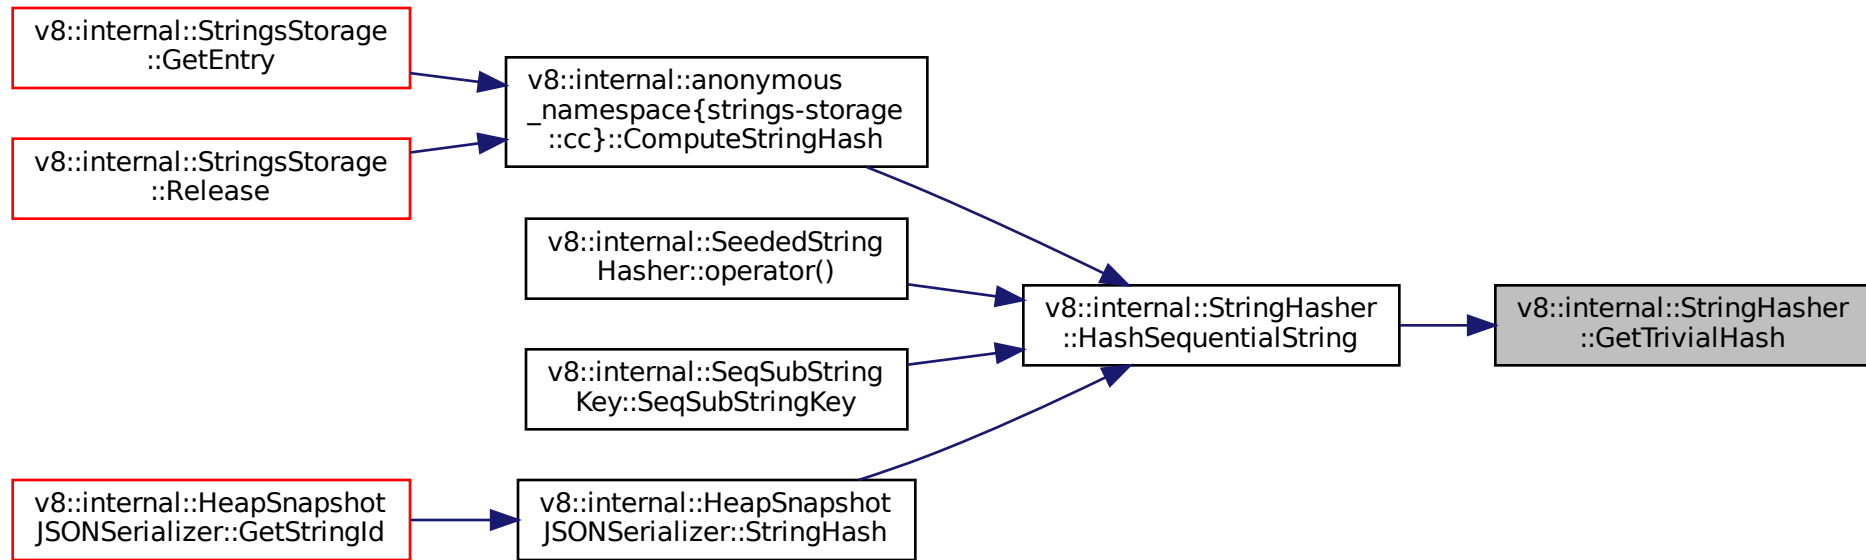 v8::internal::StringsStorage
::GetEntry
v8::internal::StringsStorage
::Release
v8::internal::HeapSnapshot
JSONSerializer::GetStringId
v8::internal::anonymous
_namespace{strings-storage
::cc}::ComputeStringHash
v8::internal::SeededString
Hasher::operator()
v8::internal::SeqSubString
Key::SeqSubStringKey
v8::internal::HeapSnapshot
JSONSerializer::StringHash
v8::internal::StringHasher
::HashSequentialString
v8::internal::StringHasher
::GetTrivialHash